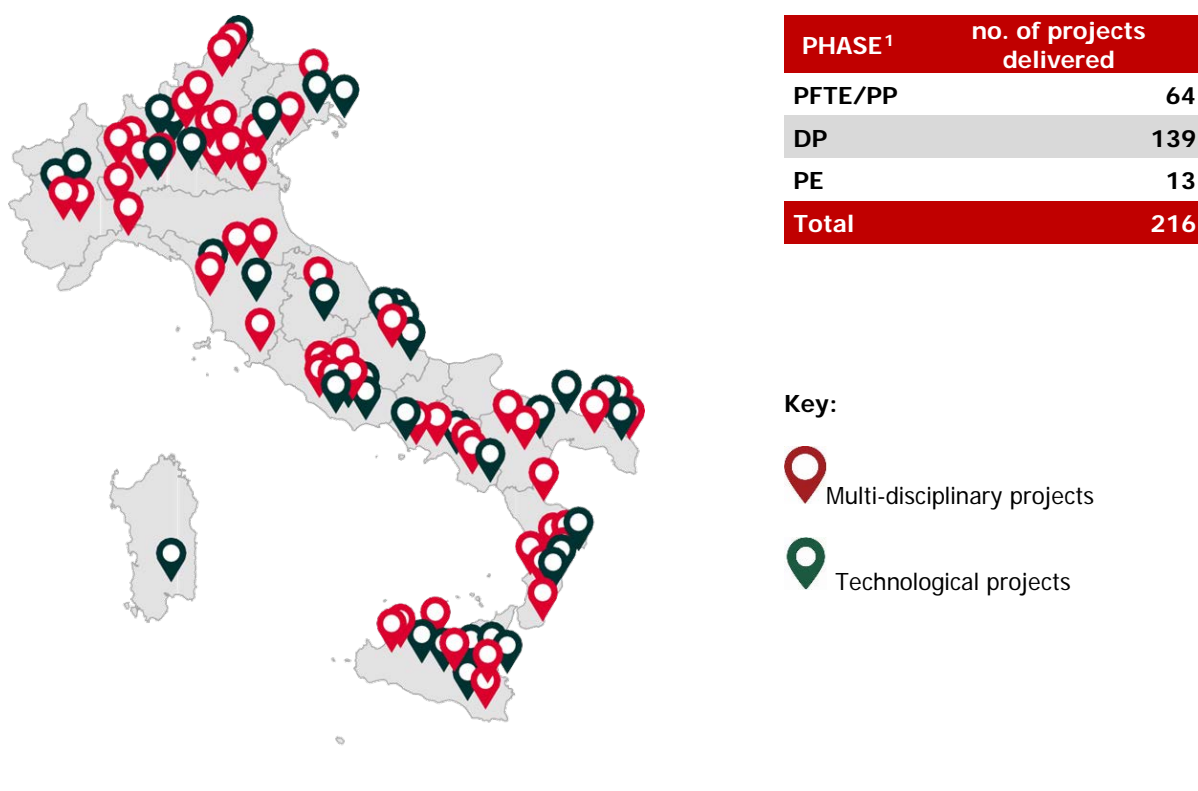 PHASE¹ no. of projects
delivered
PFTE/PP 64
DP 139
PE 13
Total 216
Key:
Multi-disciplinary projects
Technological projects